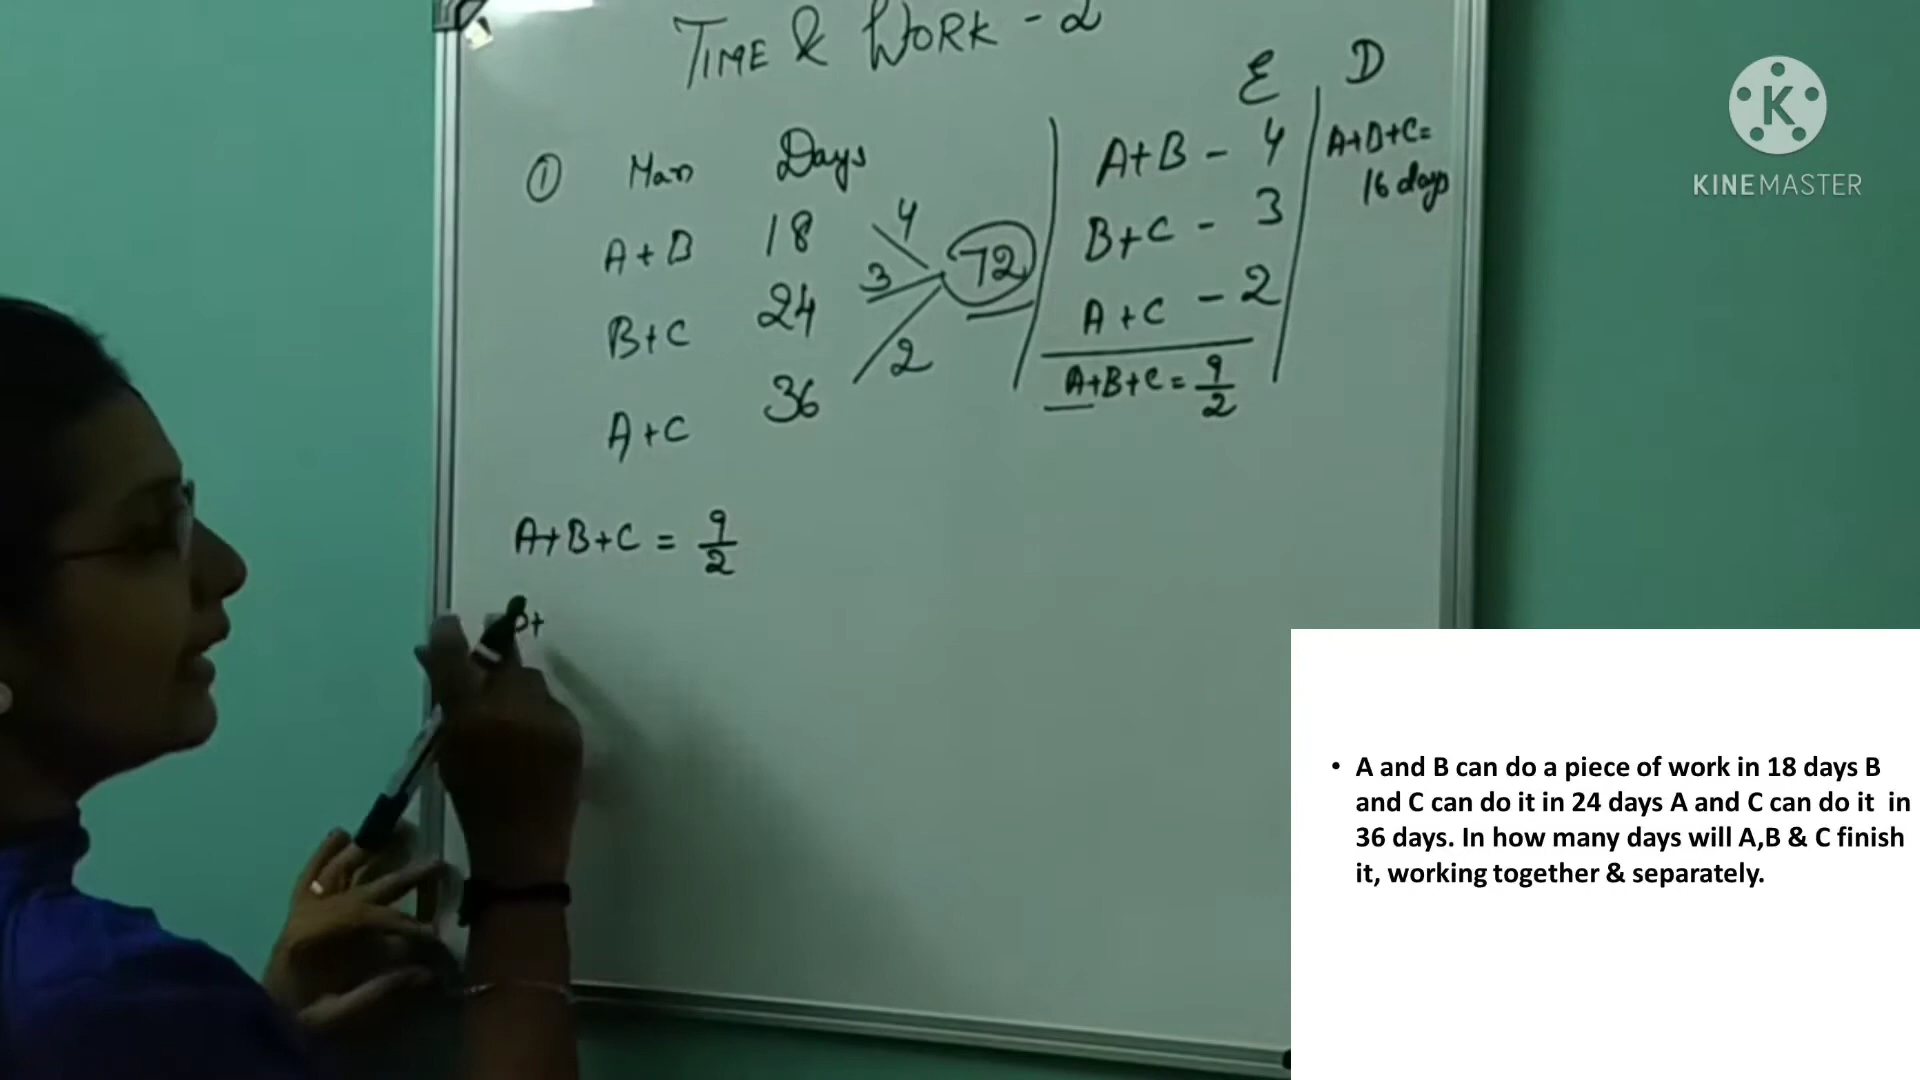 TIME & WORK - 2
E D
① Man Days
A+B 18 4
B+C 24 3 72
A+C 36 2
A+B - 4
B+C - 3
A+C - 2
A+B+C = 9/2
A+B+C=
16 days
A+B+C = 9/2
B+
KINEMASTER
• A and B can do a piece of work in 18 days B
and C can do it in 24 days A and C can do it in
36 days. In how many days will A,B & C finish
it, working together & separately.